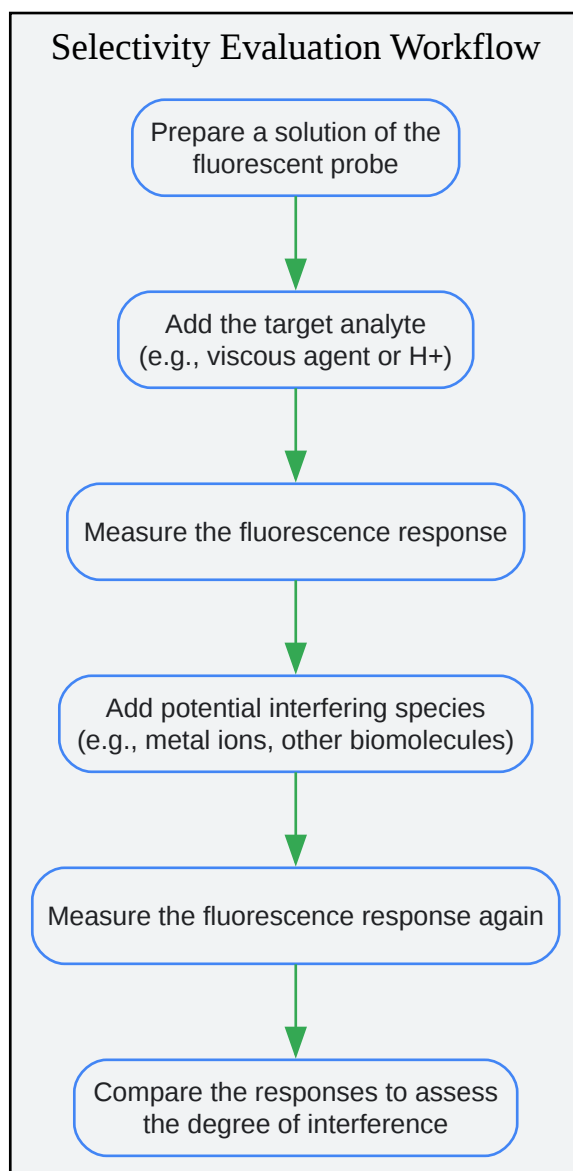 Selectivity Evaluation Workflow
Prepare a solution of the
fluorescent probe
Add the target analyte
(e.g., viscous agent or H+)
Measure the fluorescence response
Add potential interfering species
(e.g., metal ions, other biomolecules)
Measure the fluorescence response again
Compare the responses to assess
the degree of interference